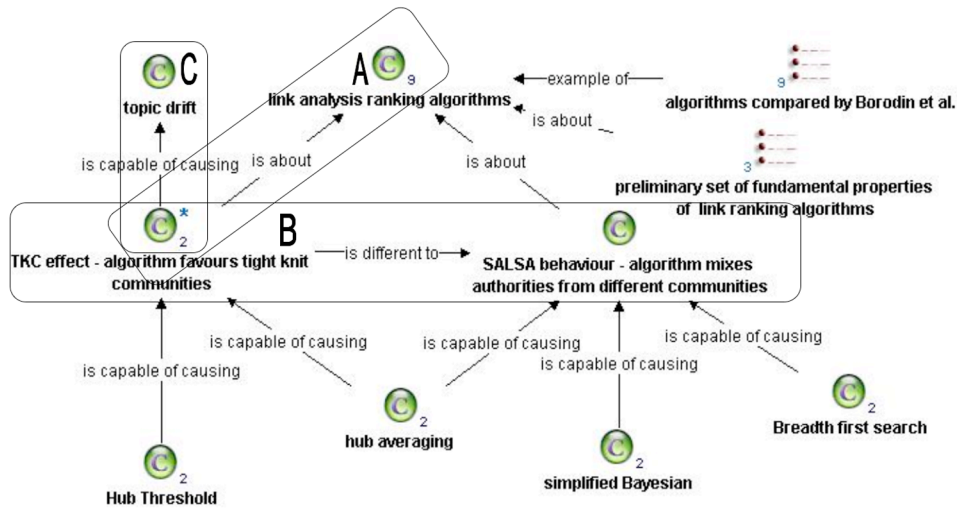 C
C
topic drift
A
C
9
link analysis ranking algorithms
example of
9
algorithms compared by Borodin et al.
is about
3
preliminary set of fundamental properties
of link ranking algorithms
is capable of causing
is about
is about
C
*
2
B
TKC effect - algorithm favours tight knit
communities
is different to
C
SALSA behaviour - algorithm mixes
authorities from different communities
is capable of causing
is capable of causing
is capable of causing
is capable of causing
is capable of causing
C
2
hub averaging
C
2
Breadth first search
C
2
Hub Threshold
C
2
simplified Bayesian